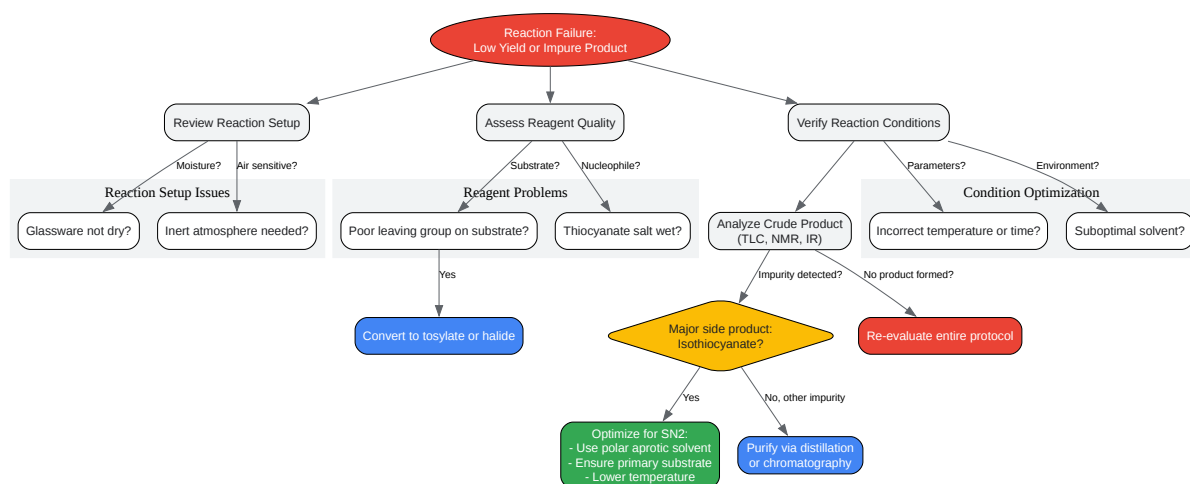 Reaction Failure:
Low Yield or Impure Product
Review Reaction Setup
Assess Reagent Quality
Verify Reaction Conditions
Moisture?
Air sensitive?
Substrate?
Nucleophile?
Parameters?
Environment?
Reaction Setup Issues
Reagent Problems
Condition Optimization
Glassware not dry?
Inert atmosphere needed?
Poor leaving group on substrate?
Thiocyanate salt wet?
Analyze Crude Product
(TLC, NMR, IR)
Incorrect temperature or time?
Suboptimal solvent?
Yes
Impurity detected?
No product formed?
Convert to tosylate or halide
Major side product:
Isothiocyanate?
Re-evaluate entire protocol
Yes
No, other impurity
Optimize for SN2:
- Use polar aprotic solvent
- Ensure primary substrate
- Lower temperature
Purify via distillation
or chromatography